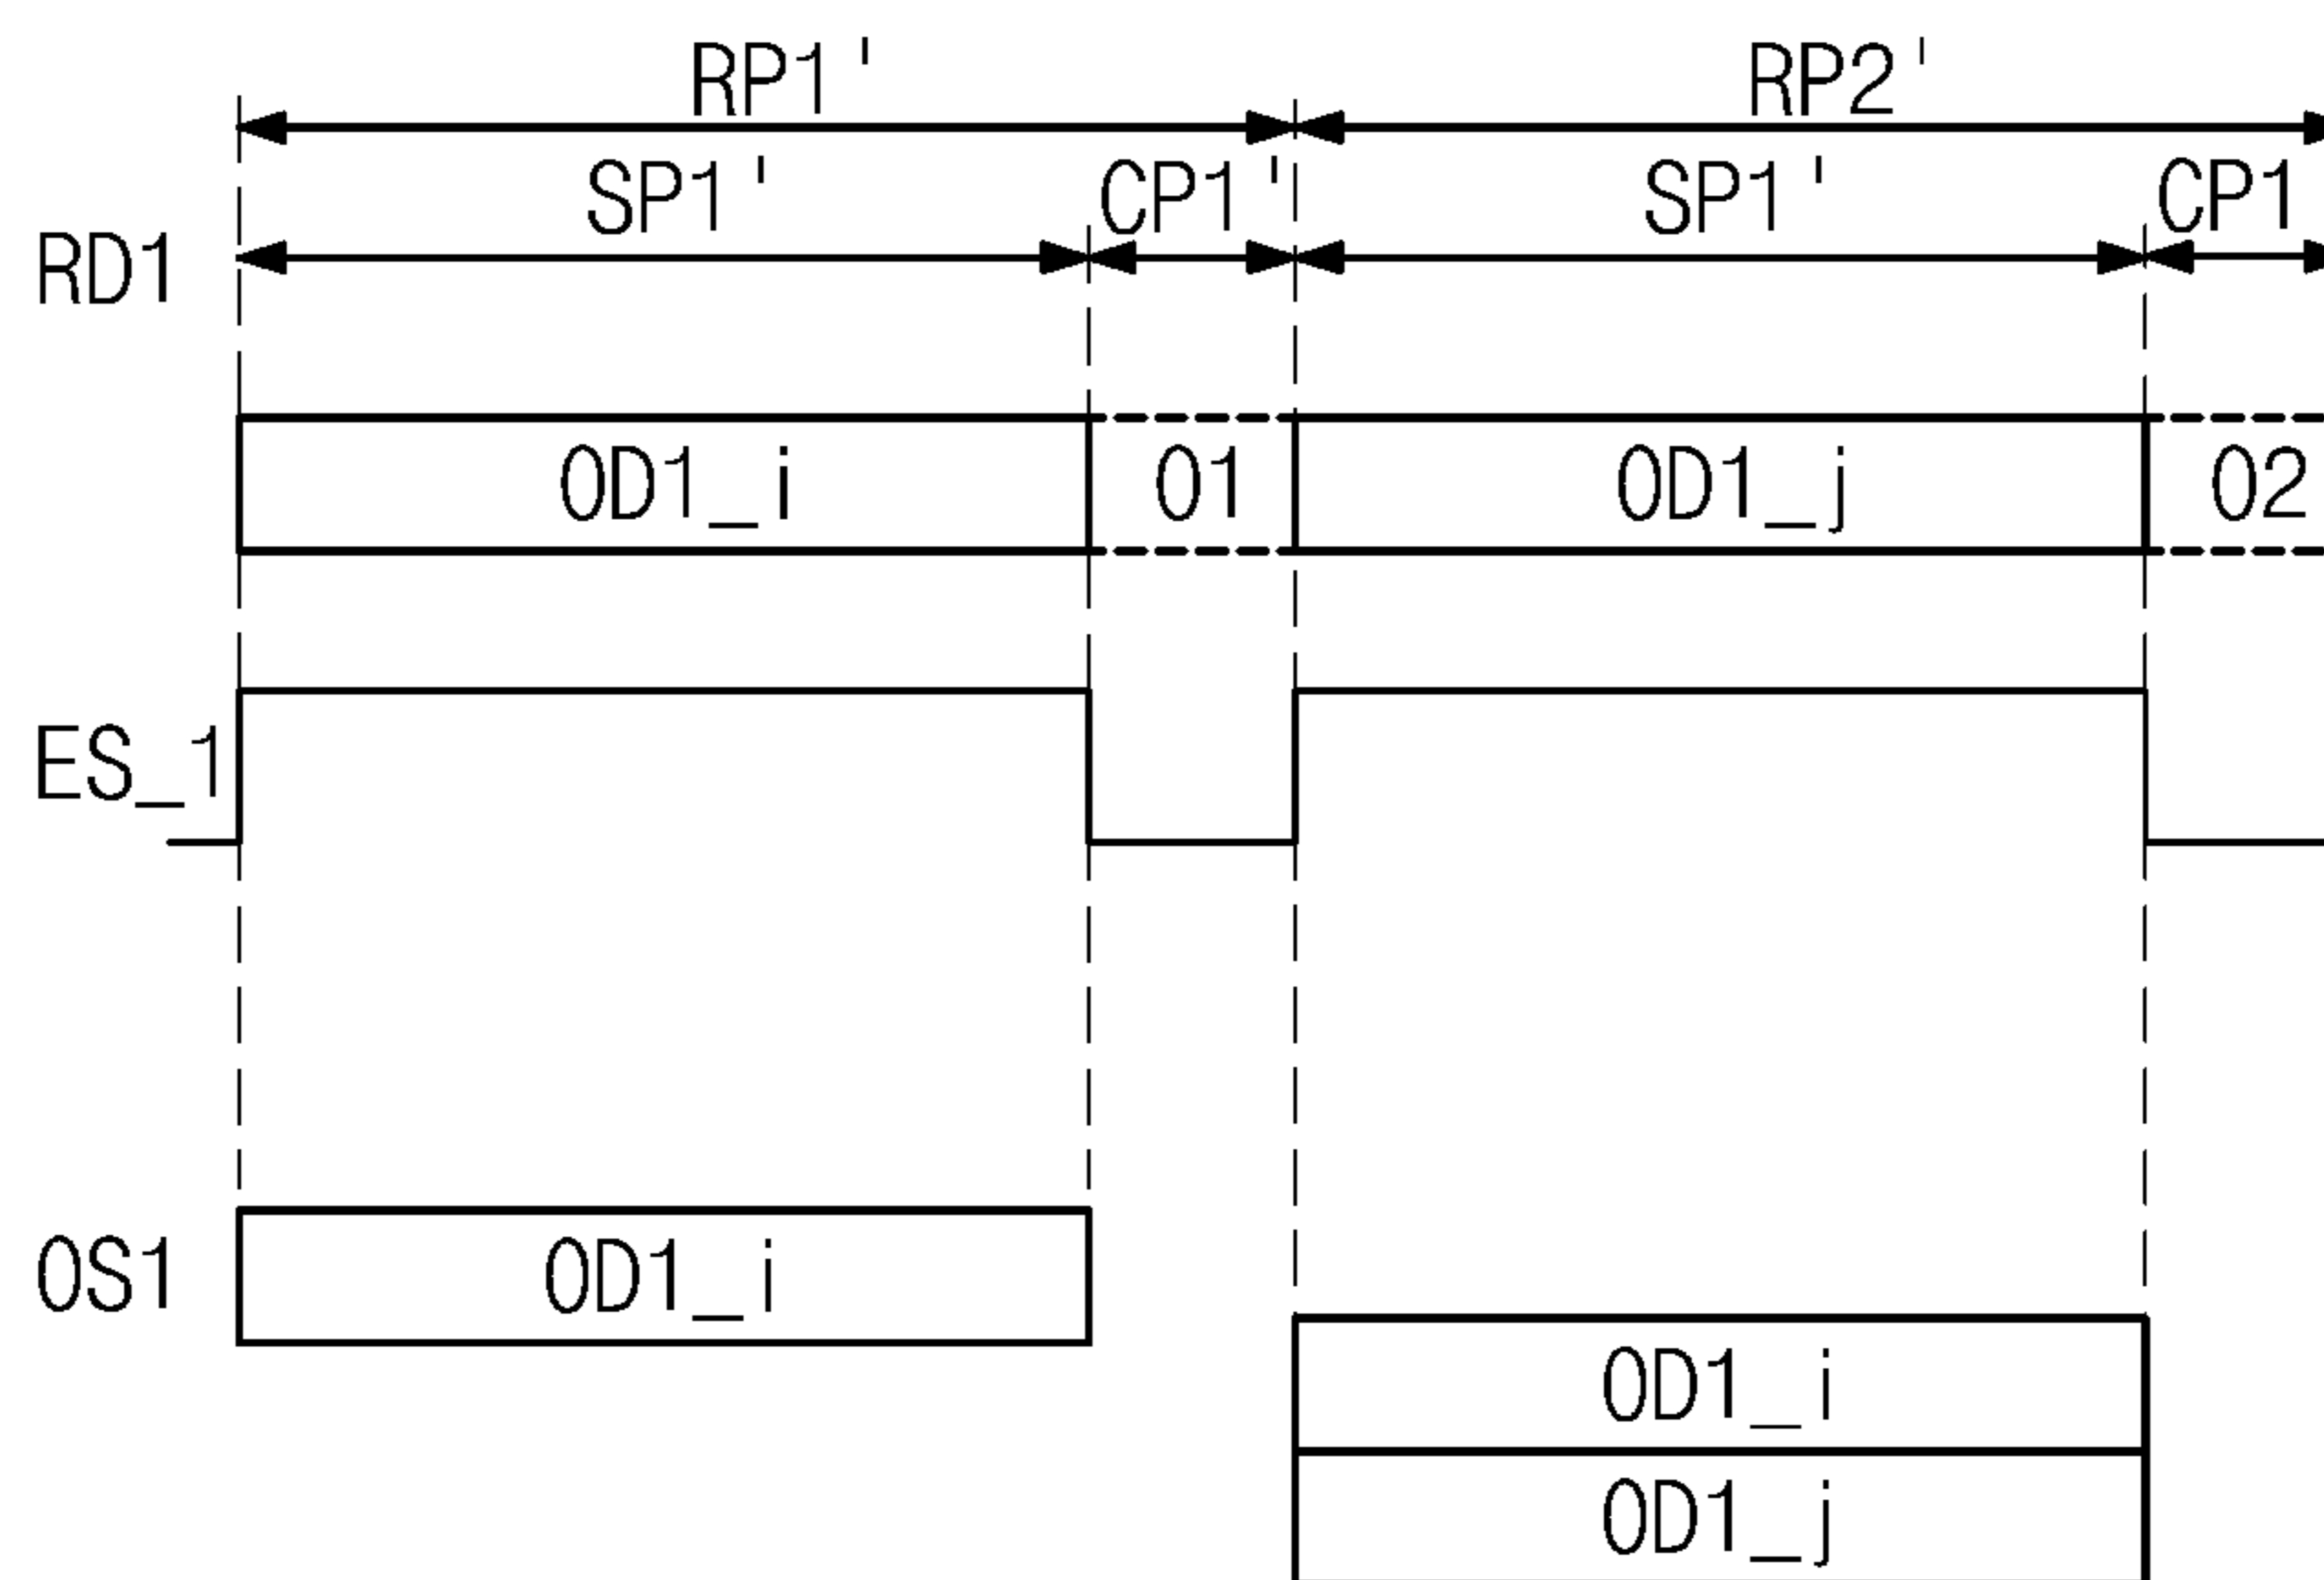 RP1' RP2'
SP1' CP1' SP1' CP1
RD1
OD1_i O1 OD1_j O2
ES_1
OS1 OD1_i
OD1_i
OD1_j